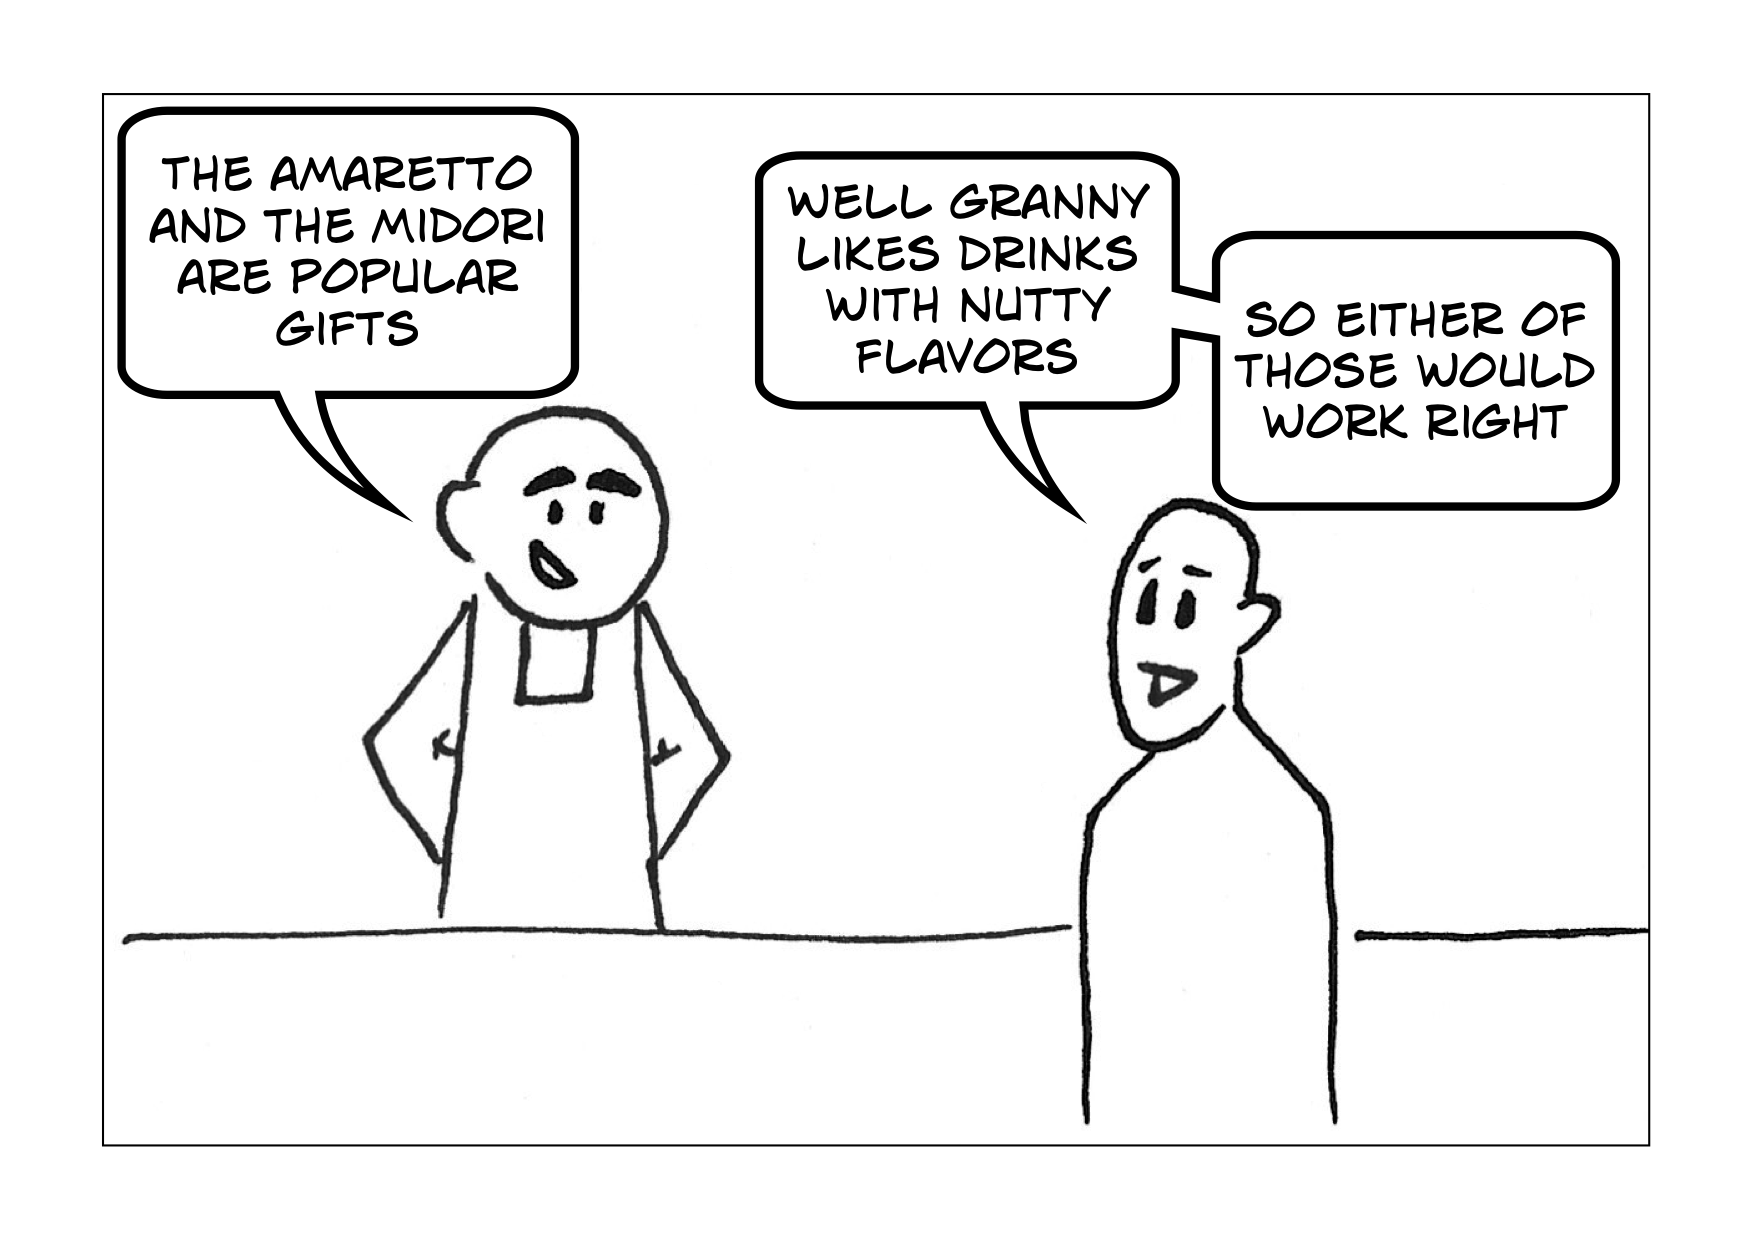 THE AMARETTO
AND THE MIDORI
ARE POPULAR
GIFTS
WELL GRANNY
LIKES DRINKS
WITH NUTTY
FLAVORS
SO EITHER OF
THOSE WOULD
WORK RIGHT